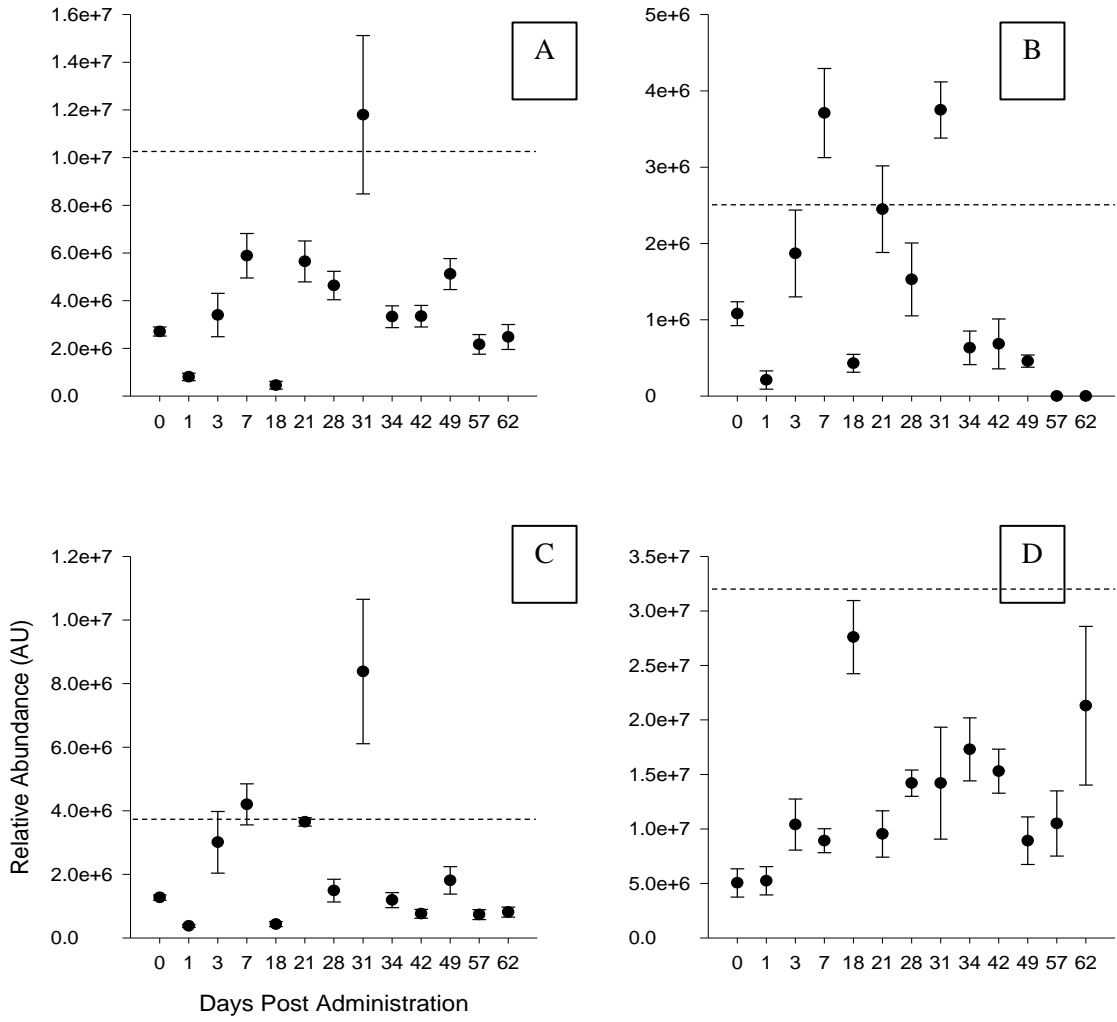 A
1.6e+7
1.4e+7
1.2e+7
1.0e+7
8.0e+6
6.0e+6
4.0e+6
2.0e+6
0.0
0 1 3 7 18 21 28 31 34 42 49 57 62
B
5e+6
4e+6
3e+6
2e+6
1e+6
0
0 1 3 7 18 21 28 31 34 42 49 57 62
C
1.2e+7
1.0e+7
8.0e+6
6.0e+6
4.0e+6
2.0e+6
0.0
0 1 3 7 18 21 28 31 34 42 49 57 62
Relative Abundance (AU)
Days Post Administration
D
3.5e+7
3.0e+7
2.5e+7
2.0e+7
1.5e+7
1.0e+7
5.0e+6
0.0
0 1 3 7 18 21 28 31 34 42 49 57 62